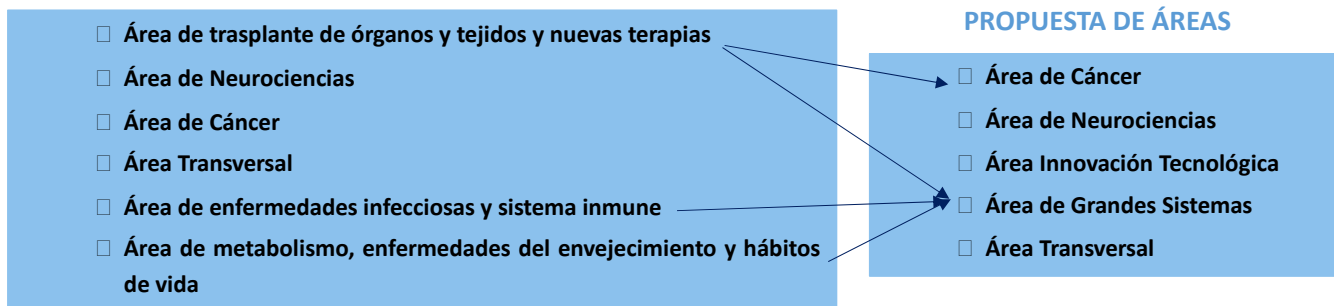 Área de trasplante de órganos y tejidos y nuevas terapias
Área de Neurociencias
Área de Cáncer
Área Transversal
Área de enfermedades infecciosas y sistema inmune
Área de metabolismo, enfermedades del envejecimiento y hábitos
de vida
PROPUESTA DE ÁREAS
Área de Cáncer
Área de Neurociencias
Área Innovación Tecnológica
Área de Grandes Sistemas
Área Transversal